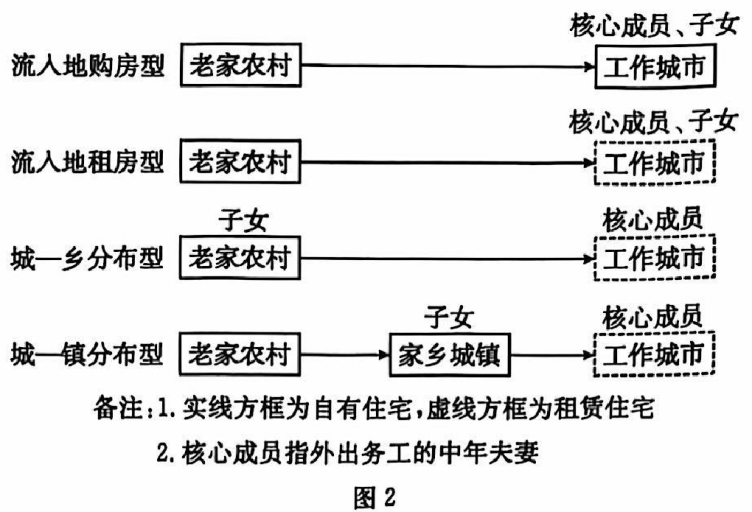 核心成员、子女
流入地购房型 老家农村 工作城市
核心成员、子女
流入地租房型 老家农村 工作城市
子女 核心成员
城—乡分布型 老家农村 工作城市
子女 核心成员
城—镇分布型 老家农村 家乡城镇 工作城市
备注:1. 实线方框为自有住宅,虚线方框为租赁住宅
2. 核心成员指外出务工的中年夫妻
图 2